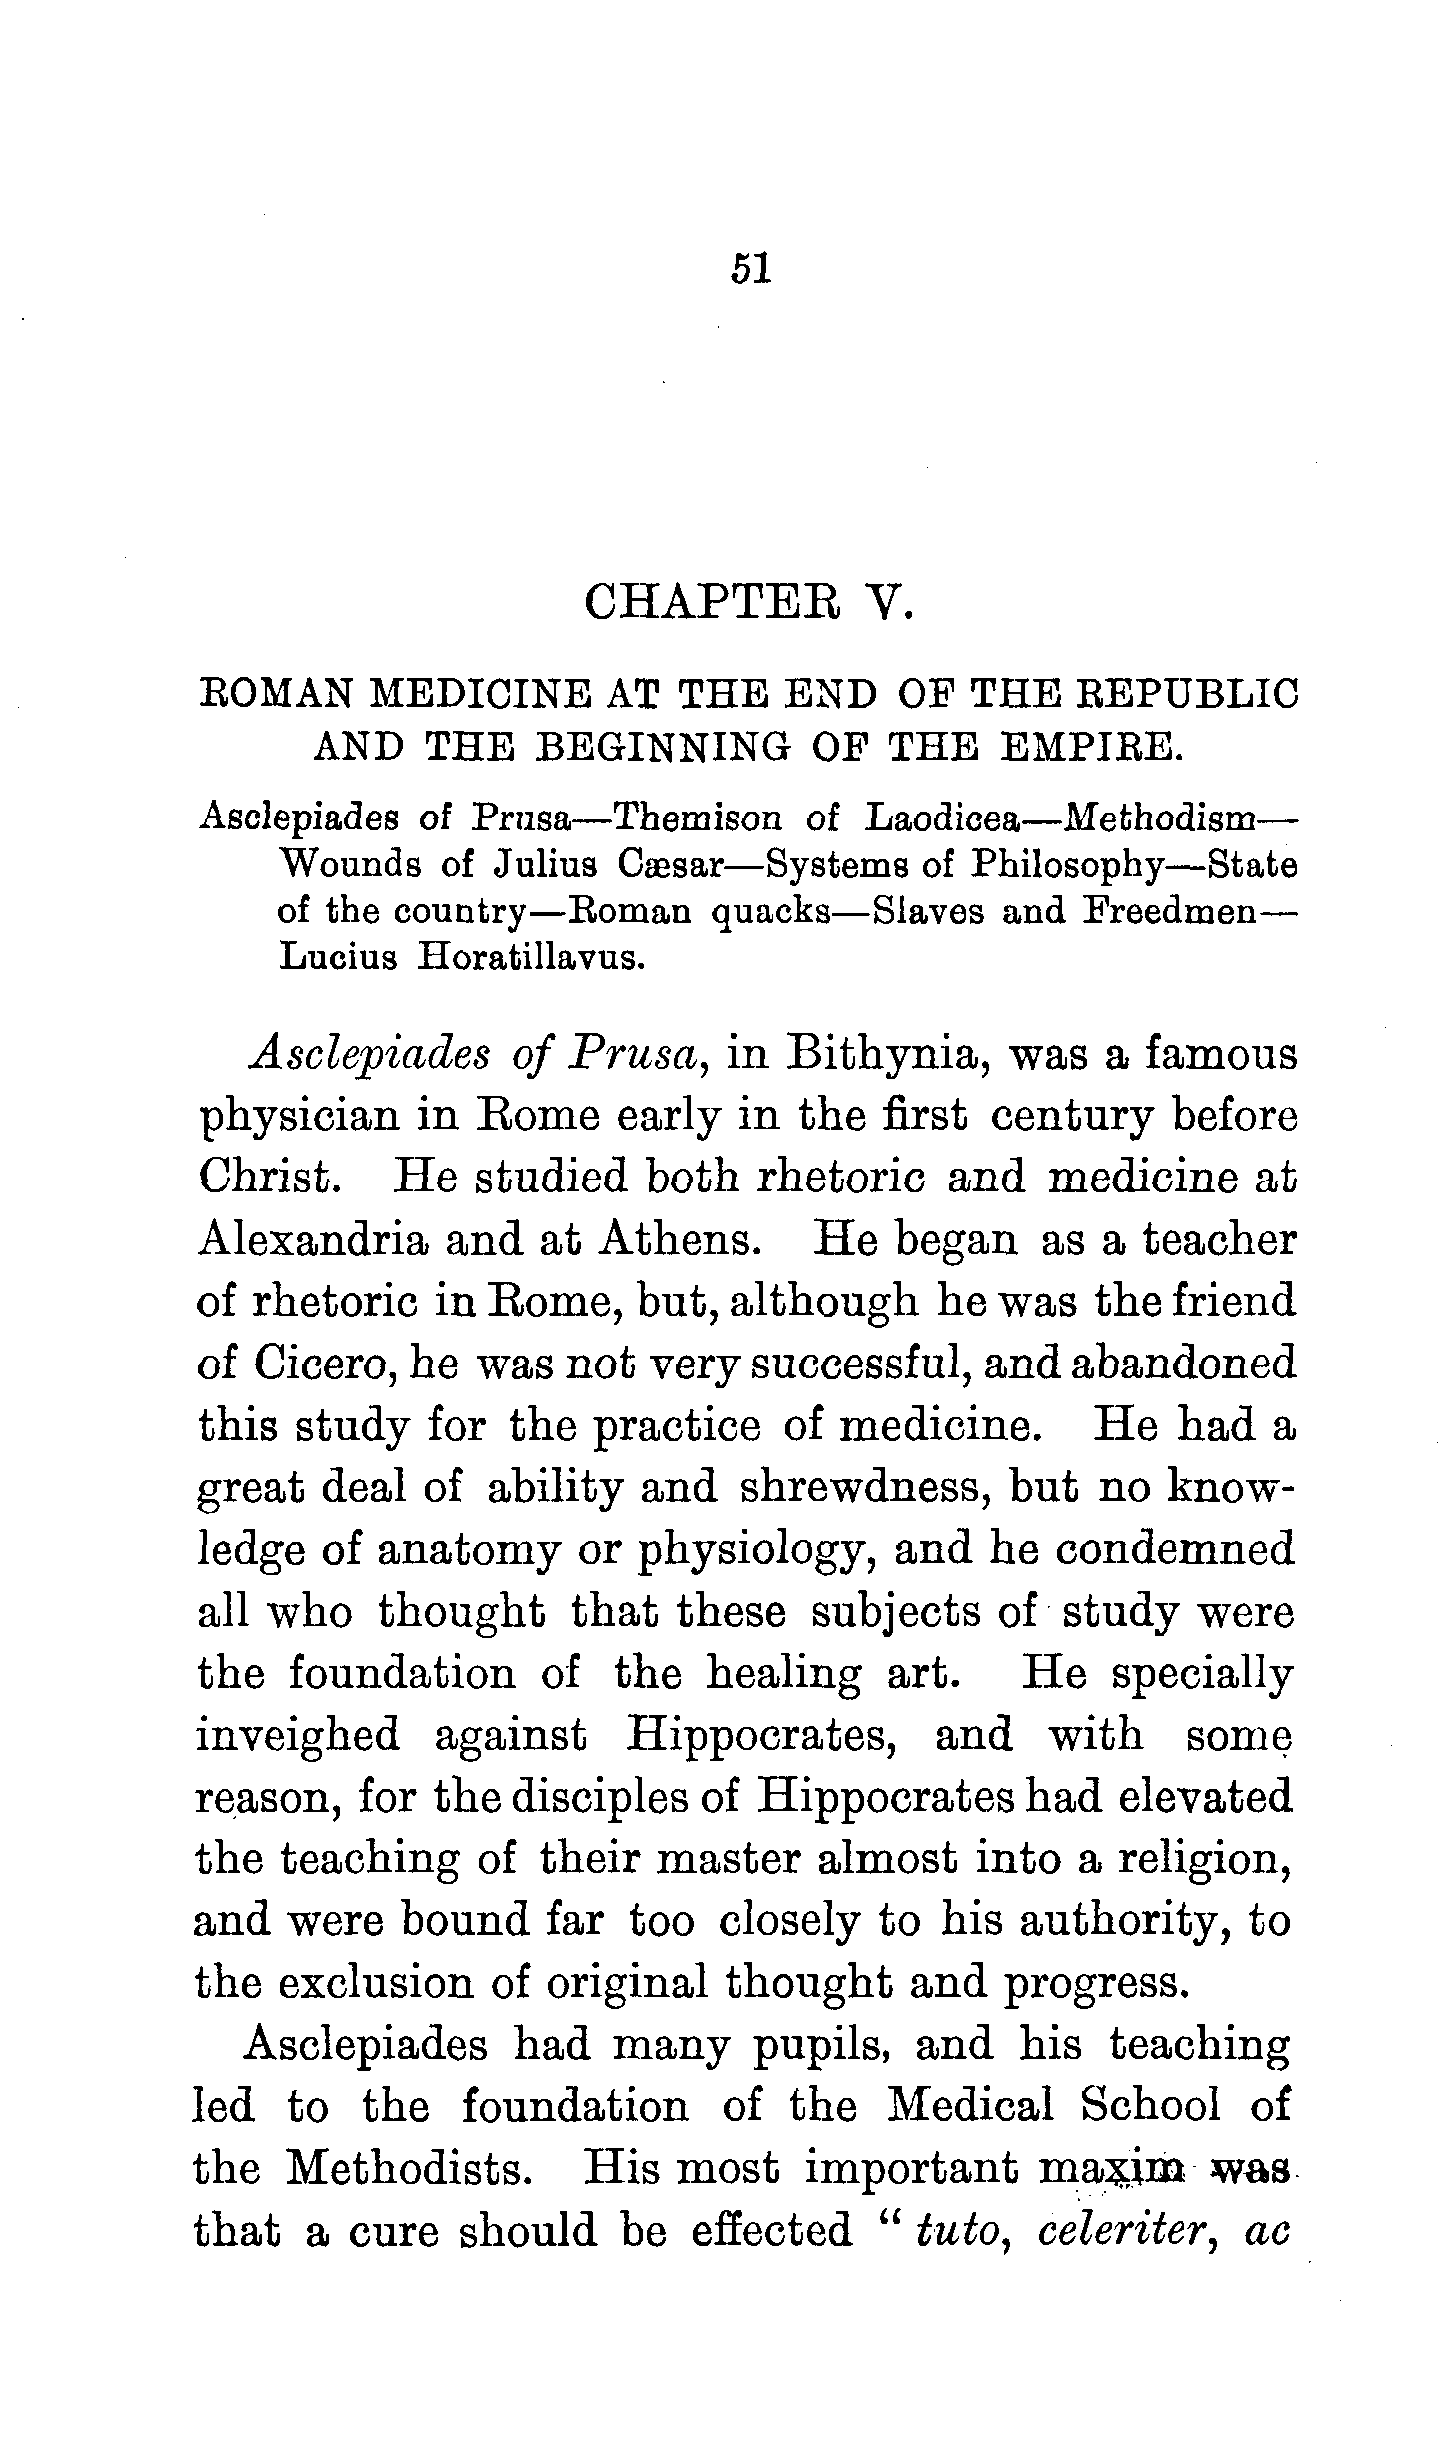 51
CHAPTER V.
ROMAN MEDICINE AT THE END OF THE REPUBLIC
AND THE BEGINNING OF THE EMPIRE.
Asclepiades of Prusa—Themison of Laodicea—Methodism—
Wounds of Julius Cæsar—Systems of Philosophy—State
of the country—Roman quacks—Slaves and Freedmen—
Lucius Horatillavus.
Asclepiades of Prusa, in Bithynia, was a famous
physician in Rome early in the first century before
Christ. He studied both rhetoric and medicine at
Alexandria and at Athens. He began as a teacher
of rhetoric in Rome, but, although he was the friend
of Cicero, he was not very successful, and abandoned
this study for the practice of medicine. He had a
great deal of ability and shrewdness, but no know-
ledge of anatomy or physiology, and he condemned
all who thought that these subjects of study were
the foundation of the healing art. He specially
inveighed against Hippocrates, and with some
reason, for the disciples of Hippocrates had elevated
the teaching of their master almost into a religion,
and were bound far too closely to his authority, to
the exclusion of original thought and progress.
Asclepiades had many pupils, and his teaching
led to the foundation of the Medical School of
the Methodists. His most important maxim was
that a cure should be effected "tuto, celeriter, ac